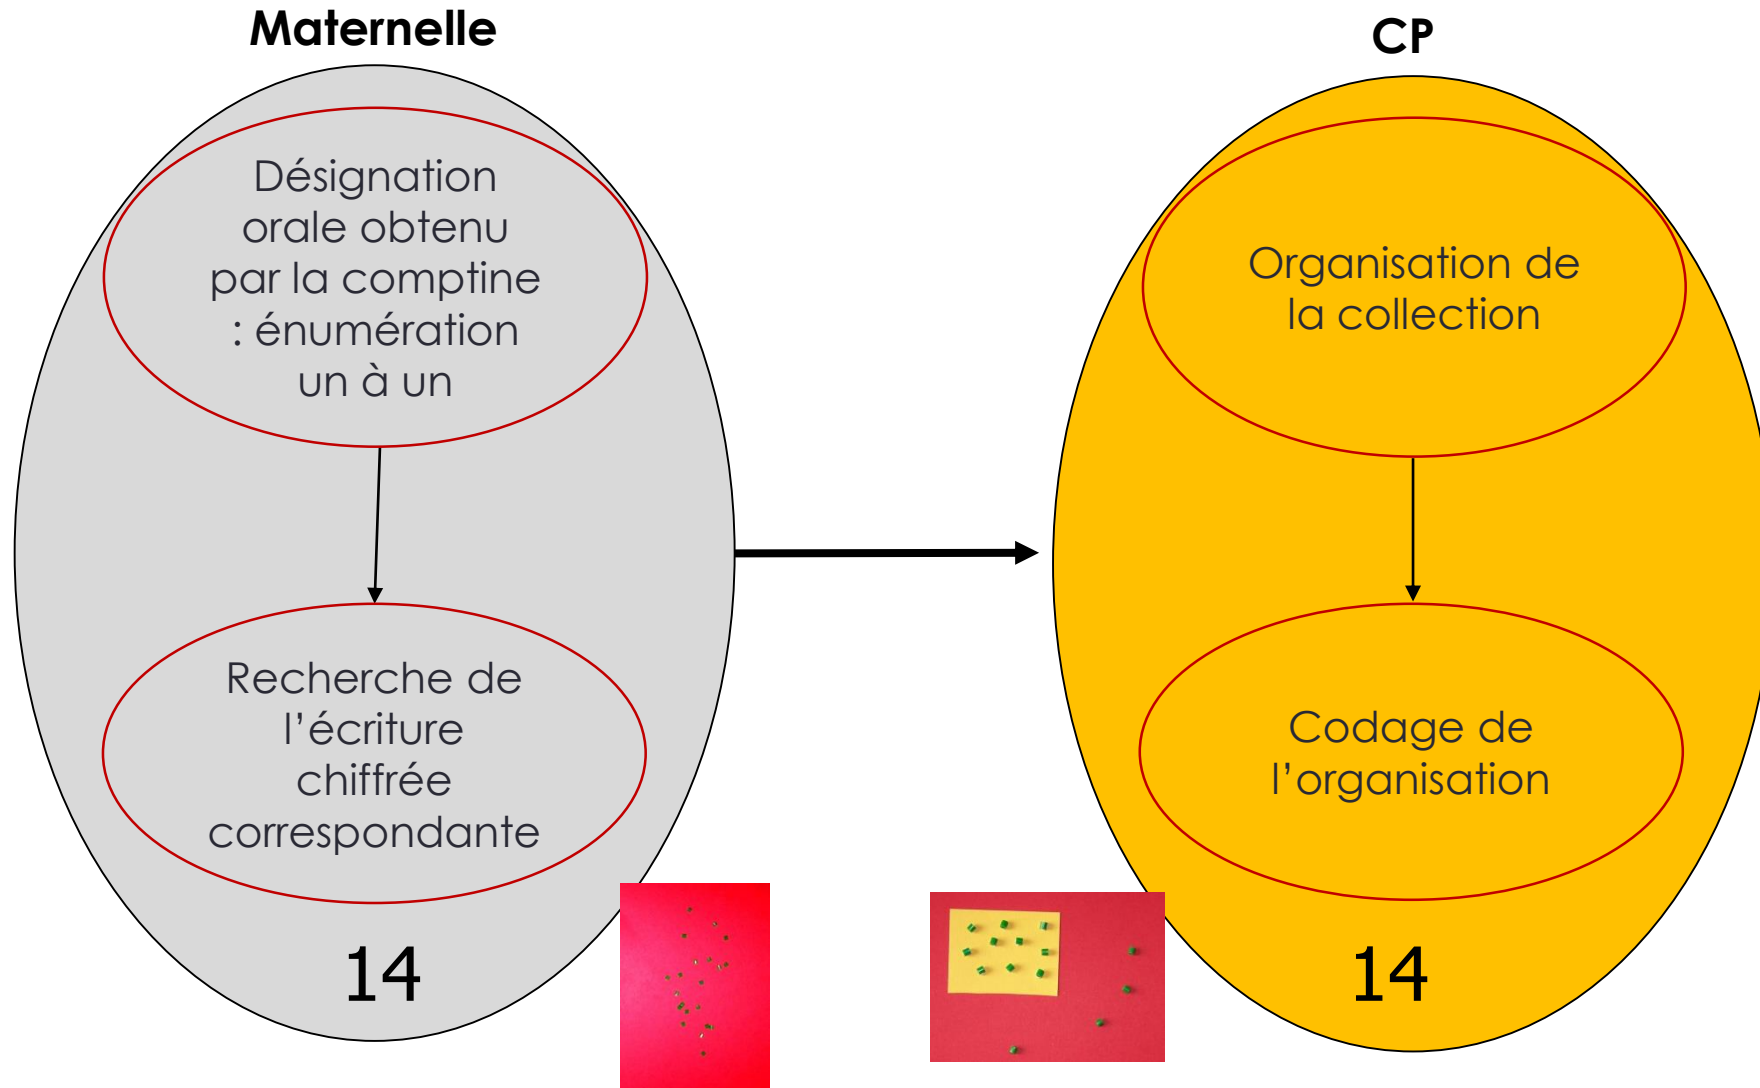 Maternelle
Désignation
orale obtenu
par la comptine
: énumération
un à un
Recherche de
l’écriture
chiffrée
correspondante
14
CP
Organisation de
la collection
Codage de
l’organisation
14